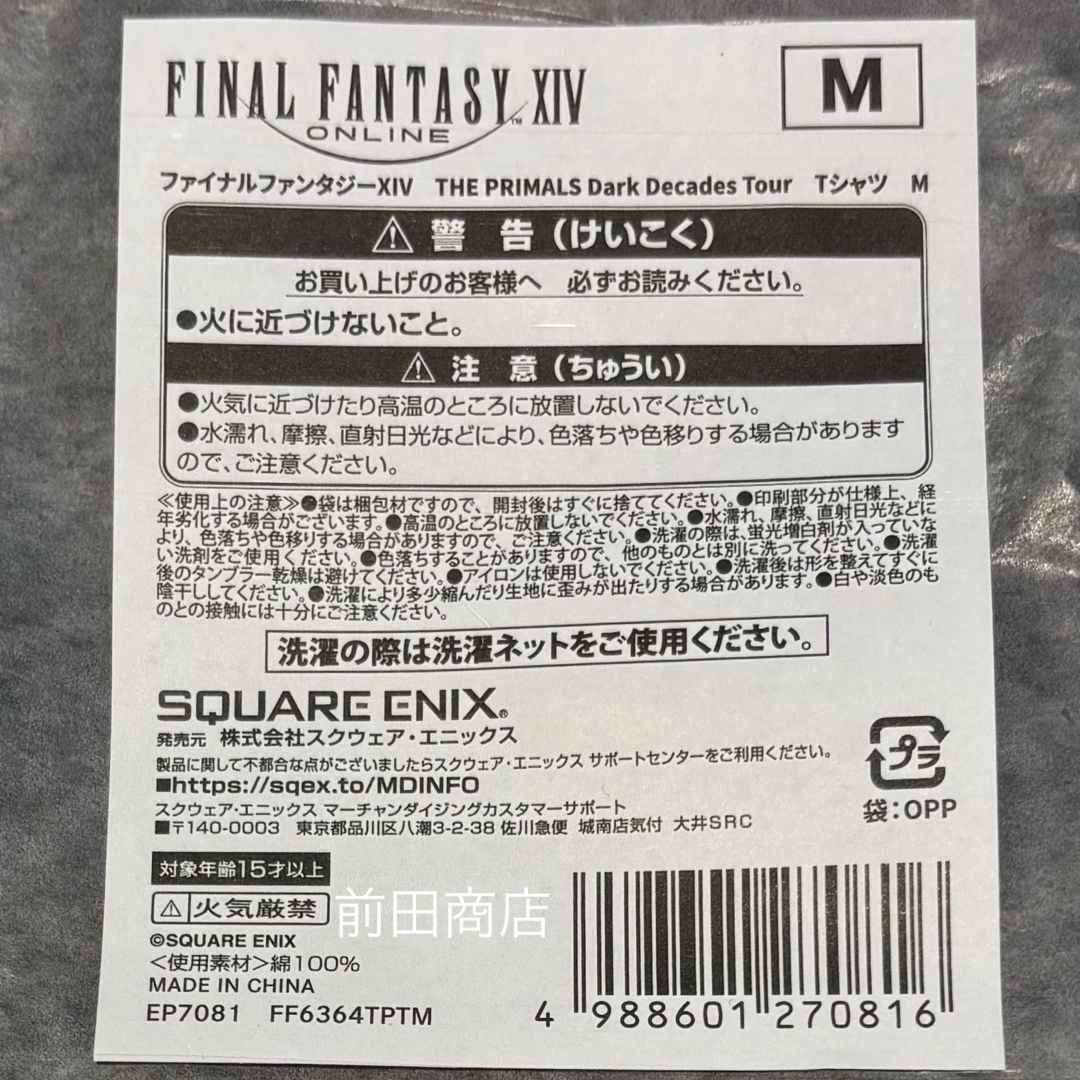 FINAL FANTASY™ XIV
ONLINE
M
ファイナルファンタジーXIV THE PRIMALS Dark Decades Tour Tシャツ M
⚠ 警 告（けいこく）
お買い上げのお客様へ 必ずお読みください。
●火に近づけないこと。
⚠ 注 意（ちゅうい）
●火気に近づけたり高温のところに放置しないでください。
●水濡れ、摩擦、直射日光などにより、色落ちや色移りする場合があります
ので、ご注意ください。
≪使用上の注意≫●袋は梱包材ですので、開封後はすぐに捨ててください。●印刷部分が仕様上、経
年劣化する場合がございます。●高温のところに放置しないでください。●水濡れ、摩擦、直射日光などに
より、色落ちや色移りする場合がありますので、ご注意ください。●洗濯の際は、蛍光増白剤が入っていな
い洗剤をご使用ください。●色落ちすることがありますので、他のものとは別に洗ってください。●洗濯
後のタンブラー乾燥は避けてください。●アイロンは使用しないでください。●洗濯後は形を整えてすぐに
陰干ししてください。●洗濯により多少縮んだり生地に歪みが出たりする場合があります。●白や淡色のも
のとの接触には十分にご注意ください。
洗濯の際は洗濯ネットをご使用ください。
SQUARE ENIX®
発売元 株式会社スクウェア・エニックス
製品に関して不都合な点がございましたらスクウェア・エニックス サポートセンターをご利用ください。
■https://sqex.to/MDINFO
スクウェア・エニックス マーチャンダイジングカスタマーサポート
■〒140-0003 東京都品川区八潮3-2-38 佐川急便 城南店気付 大井SRC
プラ
袋：OPP
対象年齢15才以上
⚠火気厳禁
前田商店
©SQUARE ENIX
＜使用素材＞綿100%
MADE IN CHINA
EP7081 FF6364TPTM
4 988601 270816